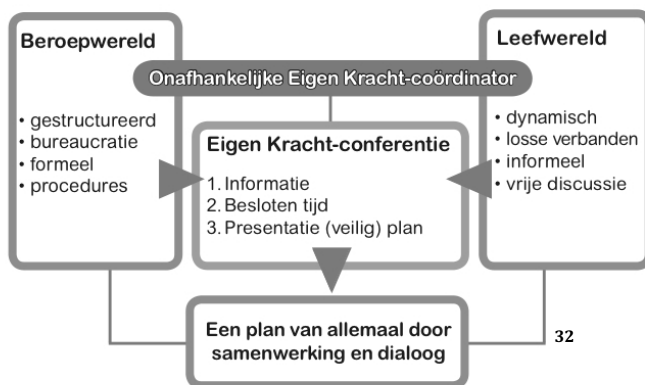 Beroepwereld
• gestructureerd
• bureaucratie
• formeel
• procedures
Onafhankelijke Eigen Kracht-coördinator
Eigen Kracht-conferentie
1. Informatie
2. Besloten tijd
3. Presentatie (veilig) plan
Leefwereld
• dynamisch
• losse verbanden
• informeel
• vrije discussie
Een plan van allemaal door
samenwerking en dialoog
32